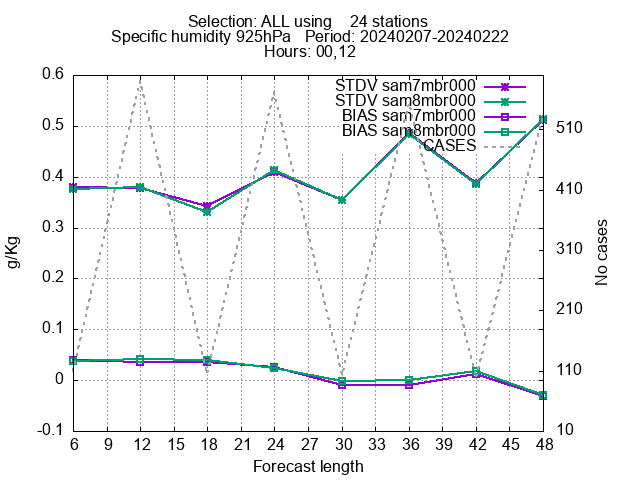 Selection: ALL using    24 stations
Specific humidity 925hPa   Period: 20240207-20240222
Hours: 00,12
STDV sam7mbr000
STDV sam8mbr000
BIAS sam7mbr000
BIAS sam8mbr000
CASES
0.6
0.5
0.4
0.3
0.2
0.1
0
-0.1
g/Kg
510
410
310
210
110
10
No cases
6 9 12 15 18 21 24 27 30 33 36 39 42 45 48
Forecast length